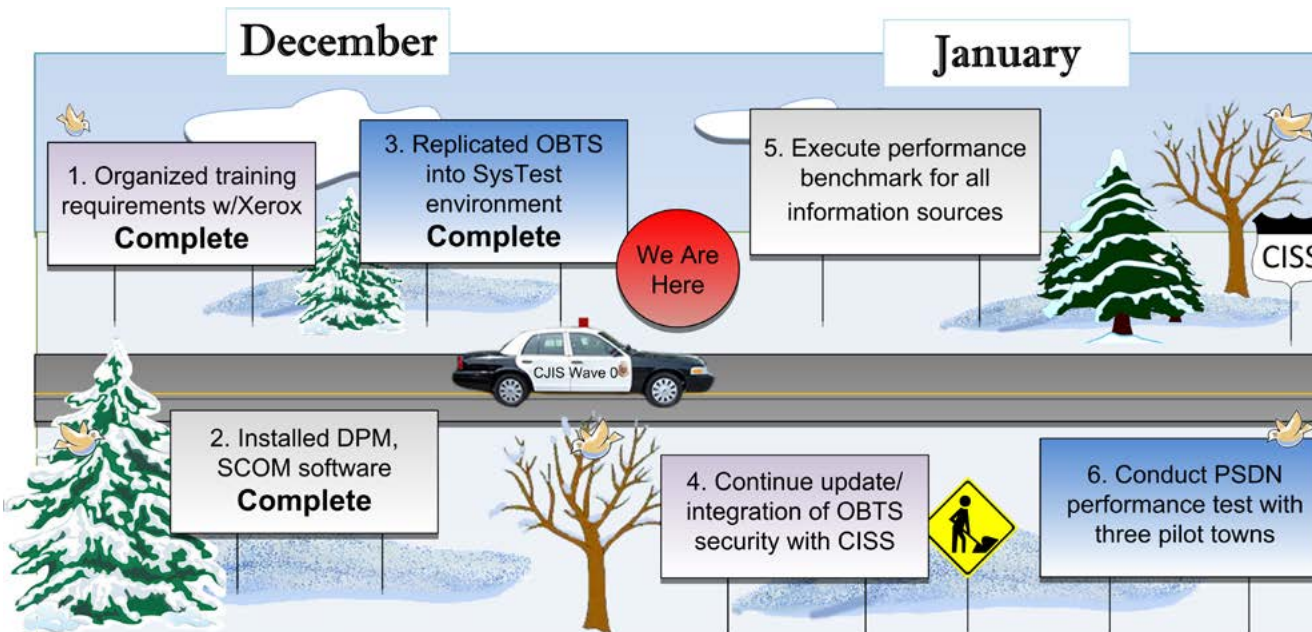 December
January
1. Organized training
requirements w/Xerox
Complete
3. Replicated OBTS
into SysTest
environment
Complete
We Are
Here
5. Execute performance
benchmark for all
information sources
CISS
CJIS Wave 0
2. Installed DPM,
SCOM software
Complete
4. Continue update/
integration of OBTS
security with CISS
6. Conduct PSDN
performance test with
three pilot towns